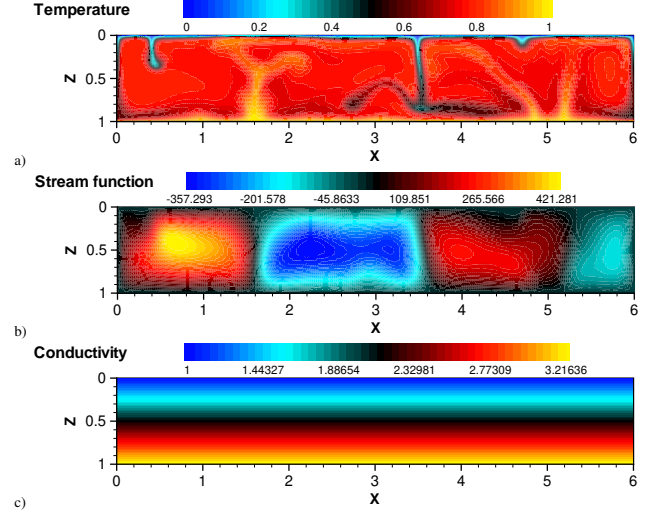 Temperature
0 0.2 0.4 0.6 0.8 1
0
0.5
1
Z
0 1 2 3 4 5 6
X
a)
Stream function
-357.293 -201.578 -45.8633 109.851 265.566 421.281
0
0.5
1
Z
0 1 2 3 4 5 6
X
b)
Conductivity
1 1.44327 1.88654 2.32981 2.77309 3.21636
0
0.5
1
Z
0 1 2 3 4 5 6
X
c)